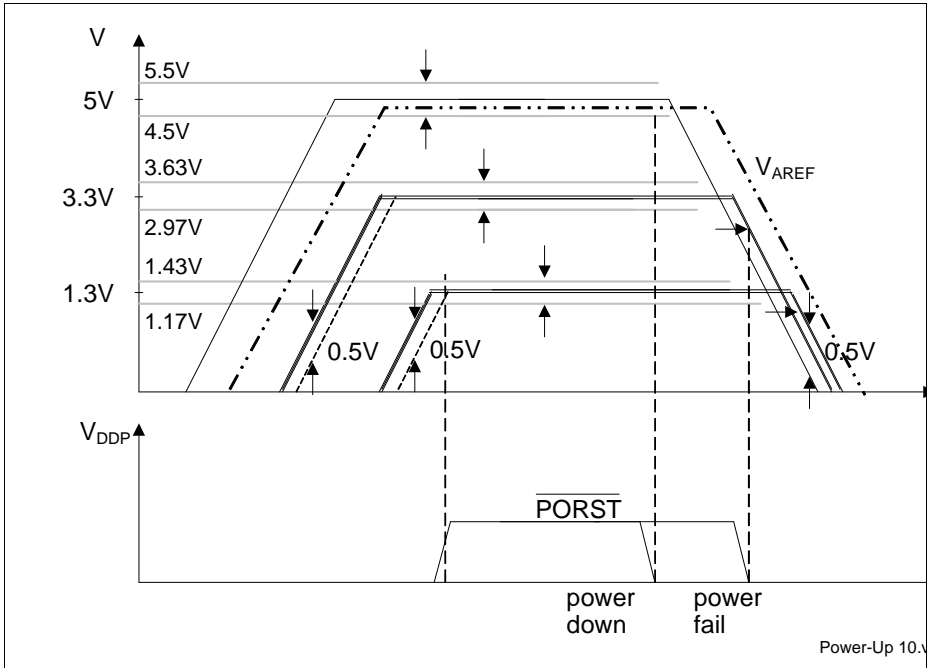 V
5.5V
5V
4.5V
3.63V
V_AREF
3.3V
2.97V
1.43V
1.3V
1.17V
0.5V
0.5V
0.5V
V_DDP
PORST
power down
power fail
Power-Up 10.v